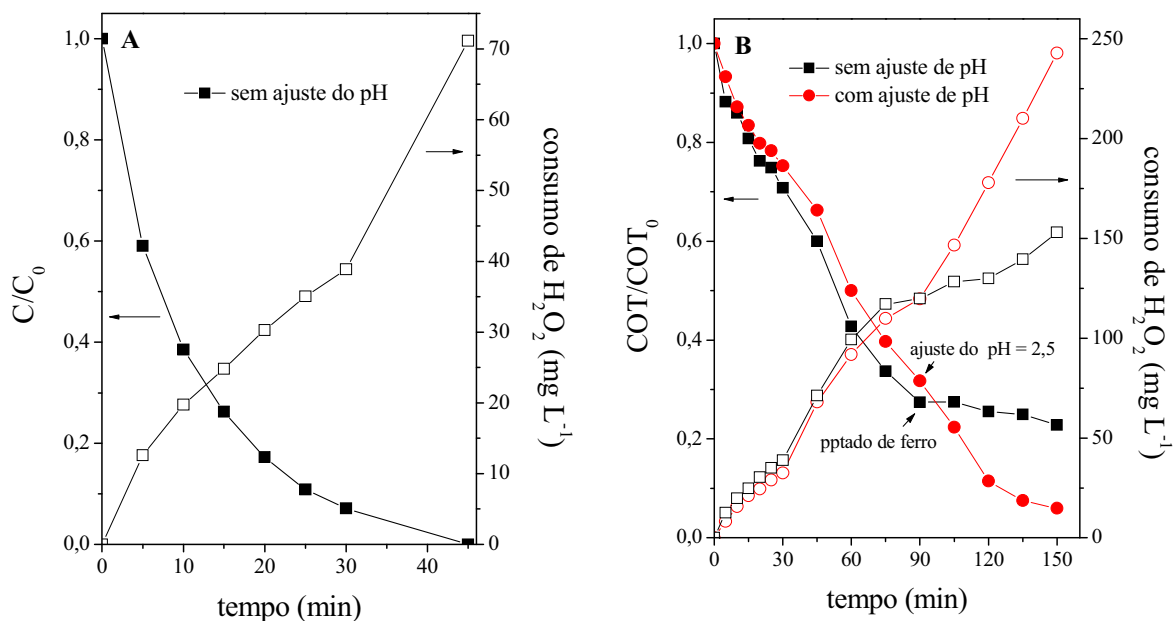 A
sem ajuste do pH
C/C0
1,0
0,8
0,6
0,4
0,2
0,0
0
10
20
30
40
tempo (min)
70
60
50
40
30
20
10
0
consumo de H2O2 (mg L-1)
B
sem ajuste de pH
com ajuste de pH
COT/COT0
1,0
0,8
0,6
0,4
0,2
0,0
ajuste do pH = 2,5
pptado de ferro
0
30
60
90
120
150
tempo (min)
250
200
150
100
50
0
consumo de H2O2 (mg L-1)